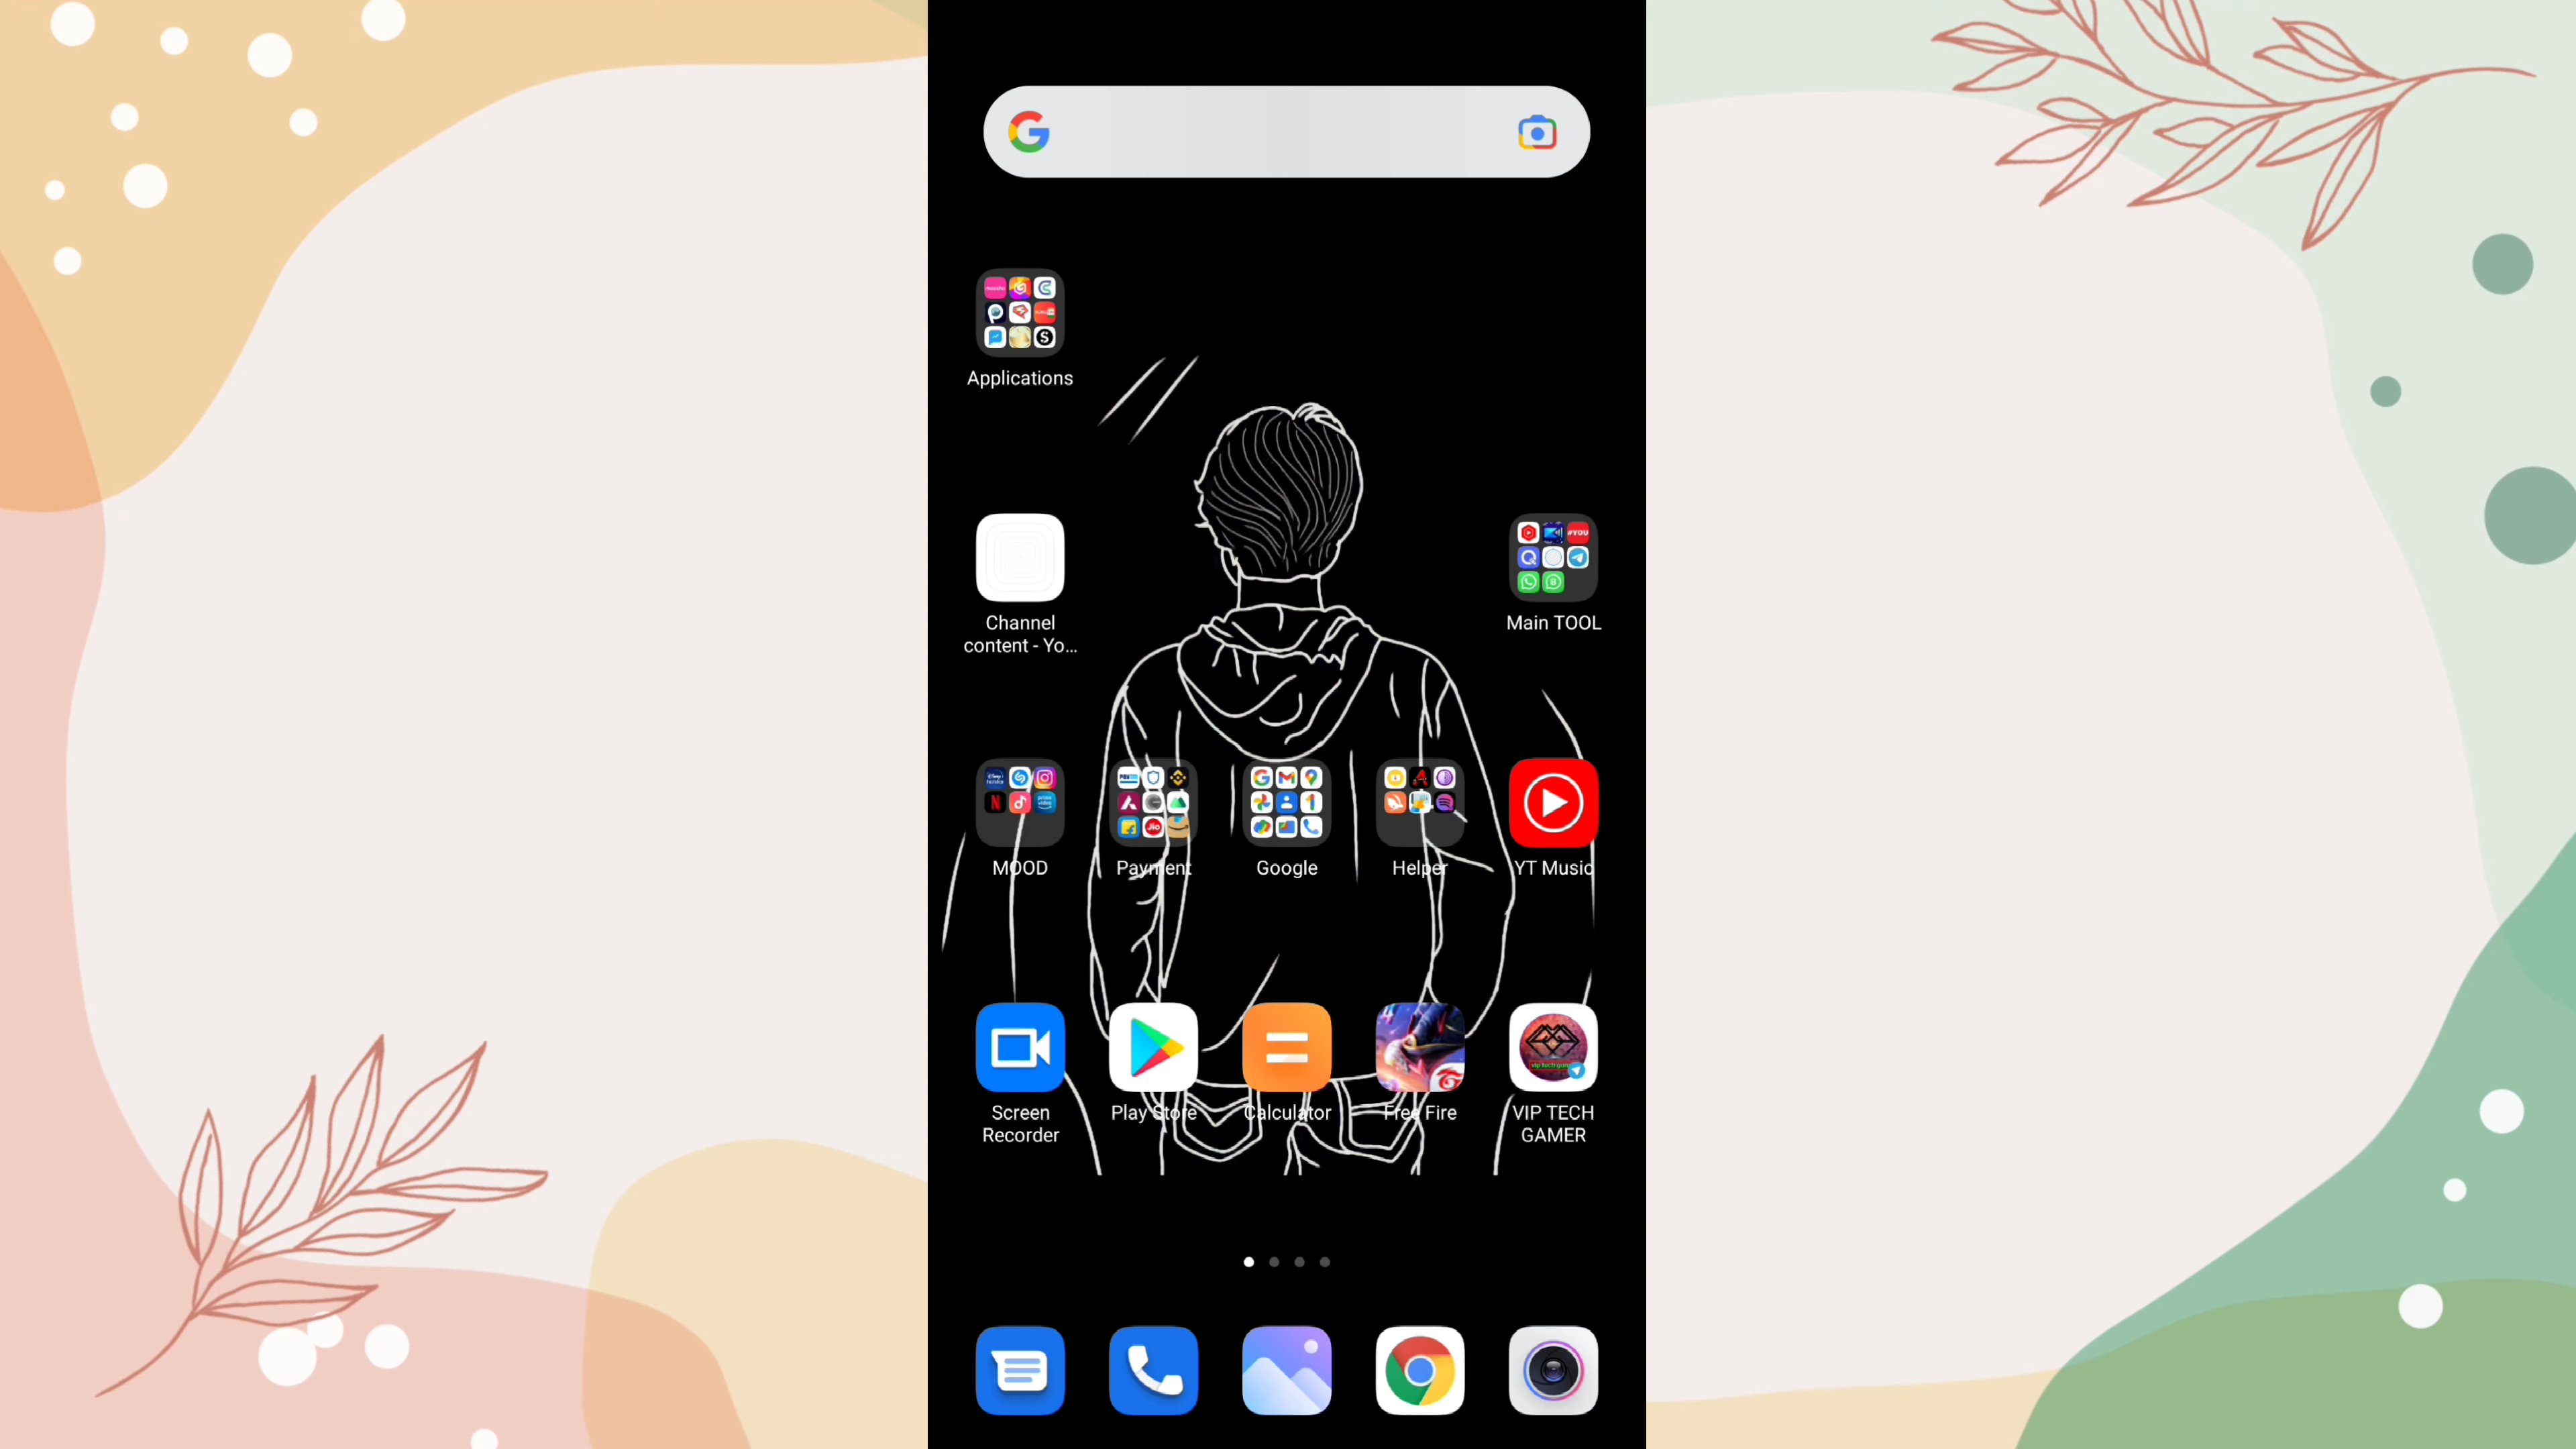 Applications
Channel
content - Yo...
Main TOOL
MOOD
Payment
Google
Helper
YT Music
Screen
Recorder
Play Store
Calculator
Free Fire
VIP TECH
GAMER